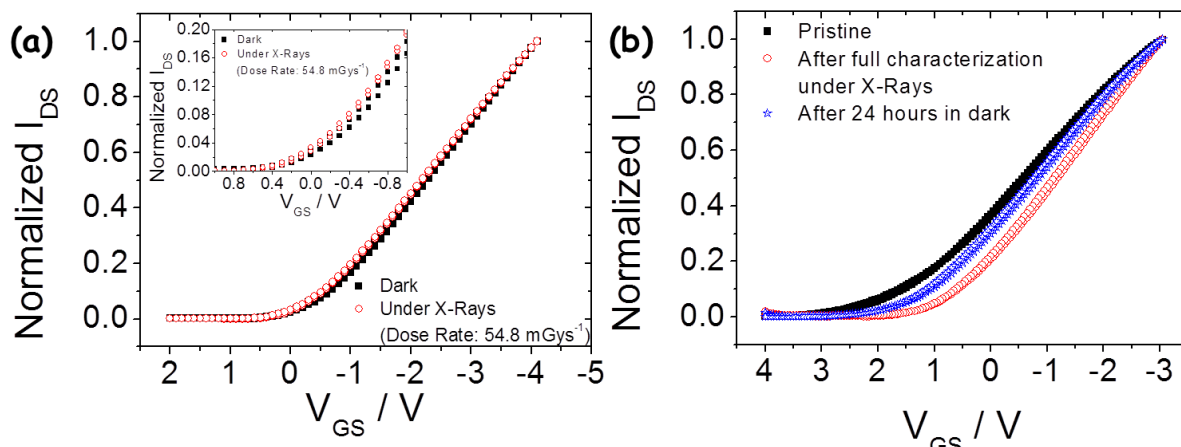 (a)
Normalized I_DS
1.0
0.8
0.6
0.4
0.2
0.0
2 1 0 -1 -2 -3 -4 -5
V_GS / V
Dark
Under X-Rays
(Dose Rate: 54.8 mGys⁻¹)
Normalized I_DS
0.20
0.16
0.12
0.08
0.04
0.00
0.8 0.4 0.0 -0.4 -0.8
V_GS / V
Dark
Under X-Rays
(Dose Rate: 54.8 mGys⁻¹)
(b)
Normalized I_DS
1.0
0.8
0.6
0.4
0.2
0.0
4 3 2 1 0 -1 -2 -3
V_GS / V
Pristine
After full characterization
under X-Rays
After 24 hours in dark